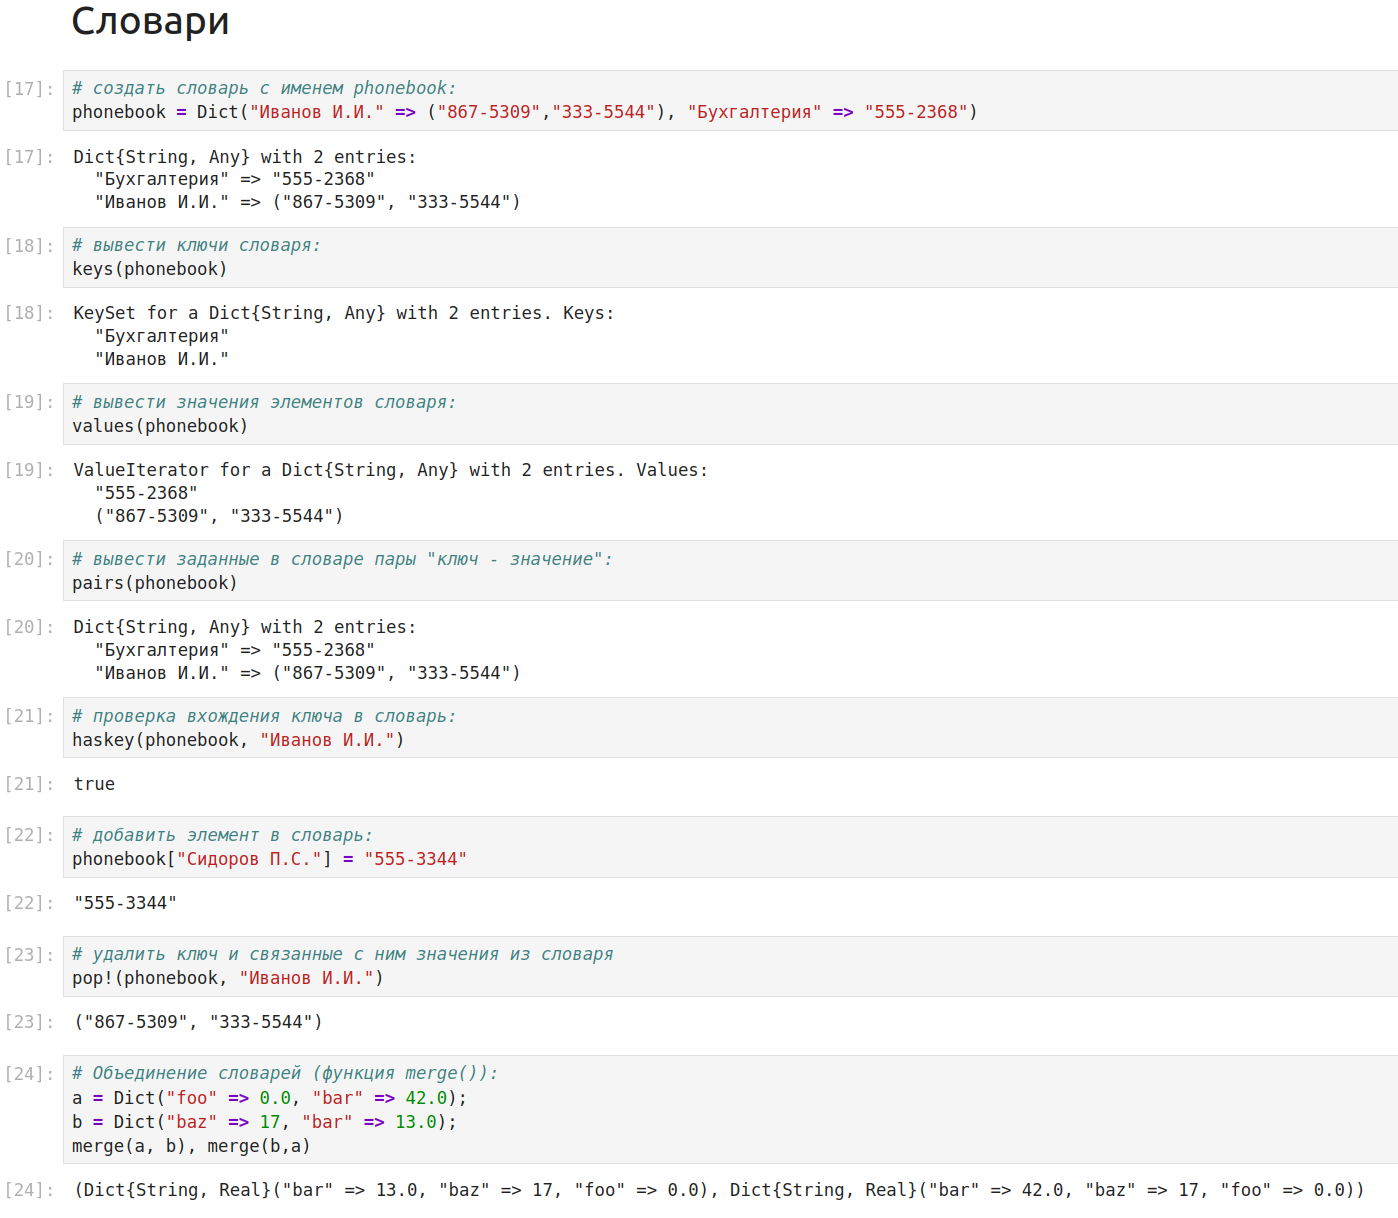 Словари
[17]: # создать словарь с именем phonebook:
phonebook = Dict("Иванов И.И." => ("867-5309","333-5544"), "Бухгалтерия" => "555-2368")
[17]: Dict{String, Any} with 2 entries:
"Бухгалтерия" => "555-2368"
"Иванов И.И." => ("867-5309", "333-5544")
[18]: # вывести ключи словаря:
keys(phonebook)
[18]: KeySet for a Dict{String, Any} with 2 entries. Keys:
"Бухгалтерия"
"Иванов И.И."
[19]: # вывести значения элементов словаря:
values(phonebook)
[19]: ValueIterator for a Dict{String, Any} with 2 entries. Values:
"555-2368"
("867-5309", "333-5544")
[20]: # вывести заданные в словаре пары "ключ - значение":
pairs(phonebook)
[20]: Dict{String, Any} with 2 entries:
"Бухгалтерия" => "555-2368"
"Иванов И.И." => ("867-5309", "333-5544")
[21]: # проверка вхождения ключа в словарь:
haskey(phonebook, "Иванов И.И.")
[21]: true
[22]: # добавить элемент в словарь:
phonebook["Сидоров П.С."] = "555-3344"
[22]: "555-3344"
[23]: # удалить ключ и связанные с ним значения из словаря
pop!(phonebook, "Иванов И.И.")
[23]: ("867-5309", "333-5544")
[24]: # Объединение словарей (функция merge()):
a = Dict("foo" => 0.0, "bar" => 42.0);
b = Dict("baz" => 17, "bar" => 13.0);
merge(a, b), merge(b,a)
[24]: (Dict{String, Real}("bar" => 13.0, "baz" => 17, "foo" => 0.0), Dict{String, Real}("bar" => 42.0, "baz" => 17, "foo" => 0.0))